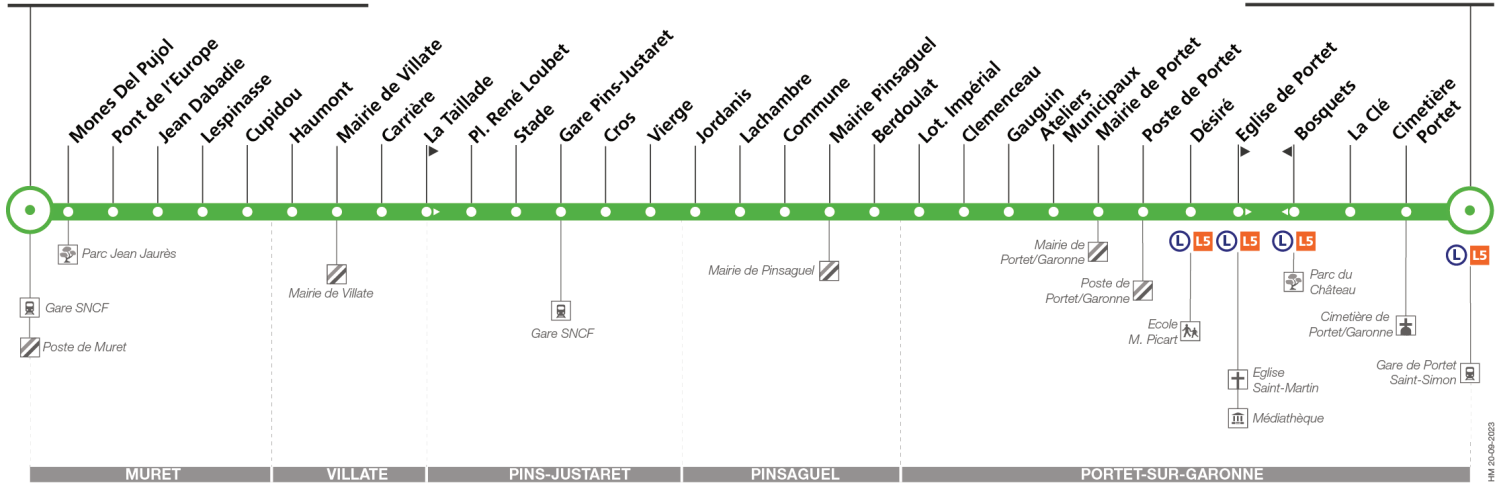 Mones Del Pujol
Pont de l'Europe
Jean Dabadie
Lespinasse
Cupidou
Haumont
Mairie de Villate
Carrière
La Taillade
Pl. René Loubet
Stade
Gare Pins-Justaret
Cros
Vierge
Jordanis
Lachambre
Commune
Mairie Pinsaguel
Berdoulat
Lot. Impérial
Clemenceau
Gauguin
Ateliers
Municipaux
Mairie de Portet
Poste de Portet
Désiré
Eglise de Portet
Bosquets
La Clé
Cimetière
Portet
Parc Jean Jaurès
Gare SNCF
Poste de Muret
Mairie de Villate
Gare SNCF
Mairie de Pinsaguel
Mairie de
Portet/Garonne
Poste de
Portet/Garonne
L L5
Ecole
M. Picart
L L5
Eglise
Saint-Martin
Médiathèque
L L5
Parc du
Château
Cimetière de
Portet/Garonne
L L5
Gare de Portet
Saint-Simon
MURET
VILLATE
PINS-JUSTARET
PINSAGUEL
PORTET-SUR-GARONNE
HM 20-09-2023